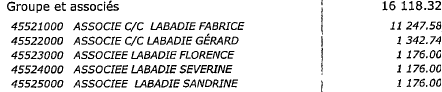 Groupe et associés 16 118.32
45521000 ASSOCIE C/C LABADIE FABRICE 11 247.58
45522000 ASSOCIE C/C LABADIE GÉRARD 1 342.74
45523000 ASSOCIEE LABADIE FLORENCE 1 176.00
45524000 ASSOCIEE LABADIE SEVERINE 1 176.00
45525000 ASSOCIEE LABADIE SANDRINE 1 176.00